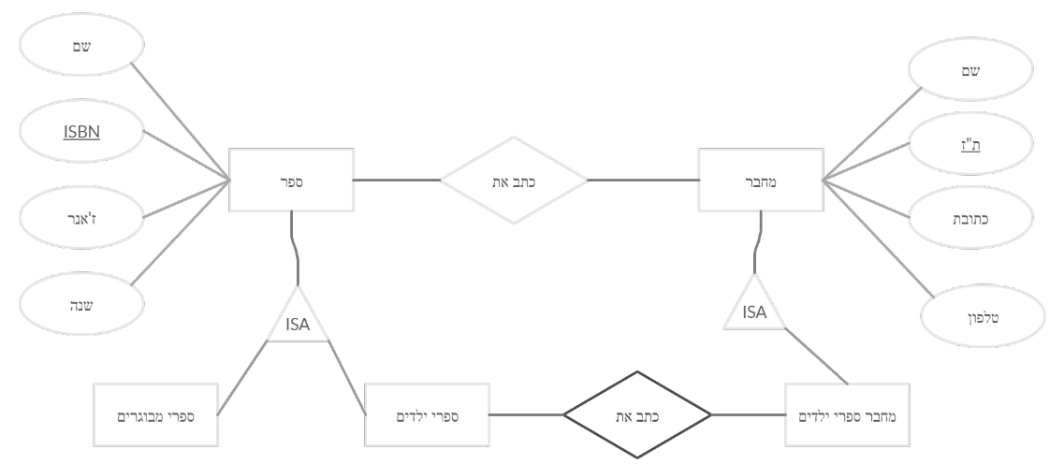 שם
ISBN
ז'אנר
שנה
ספר
כתב את
מחבר
שם
ת"ז
כתובת
טלפון
ISA
ISA
ספרי מבוגרים
ספרי ילדים
כתב את
מחבר ספרי ילדים